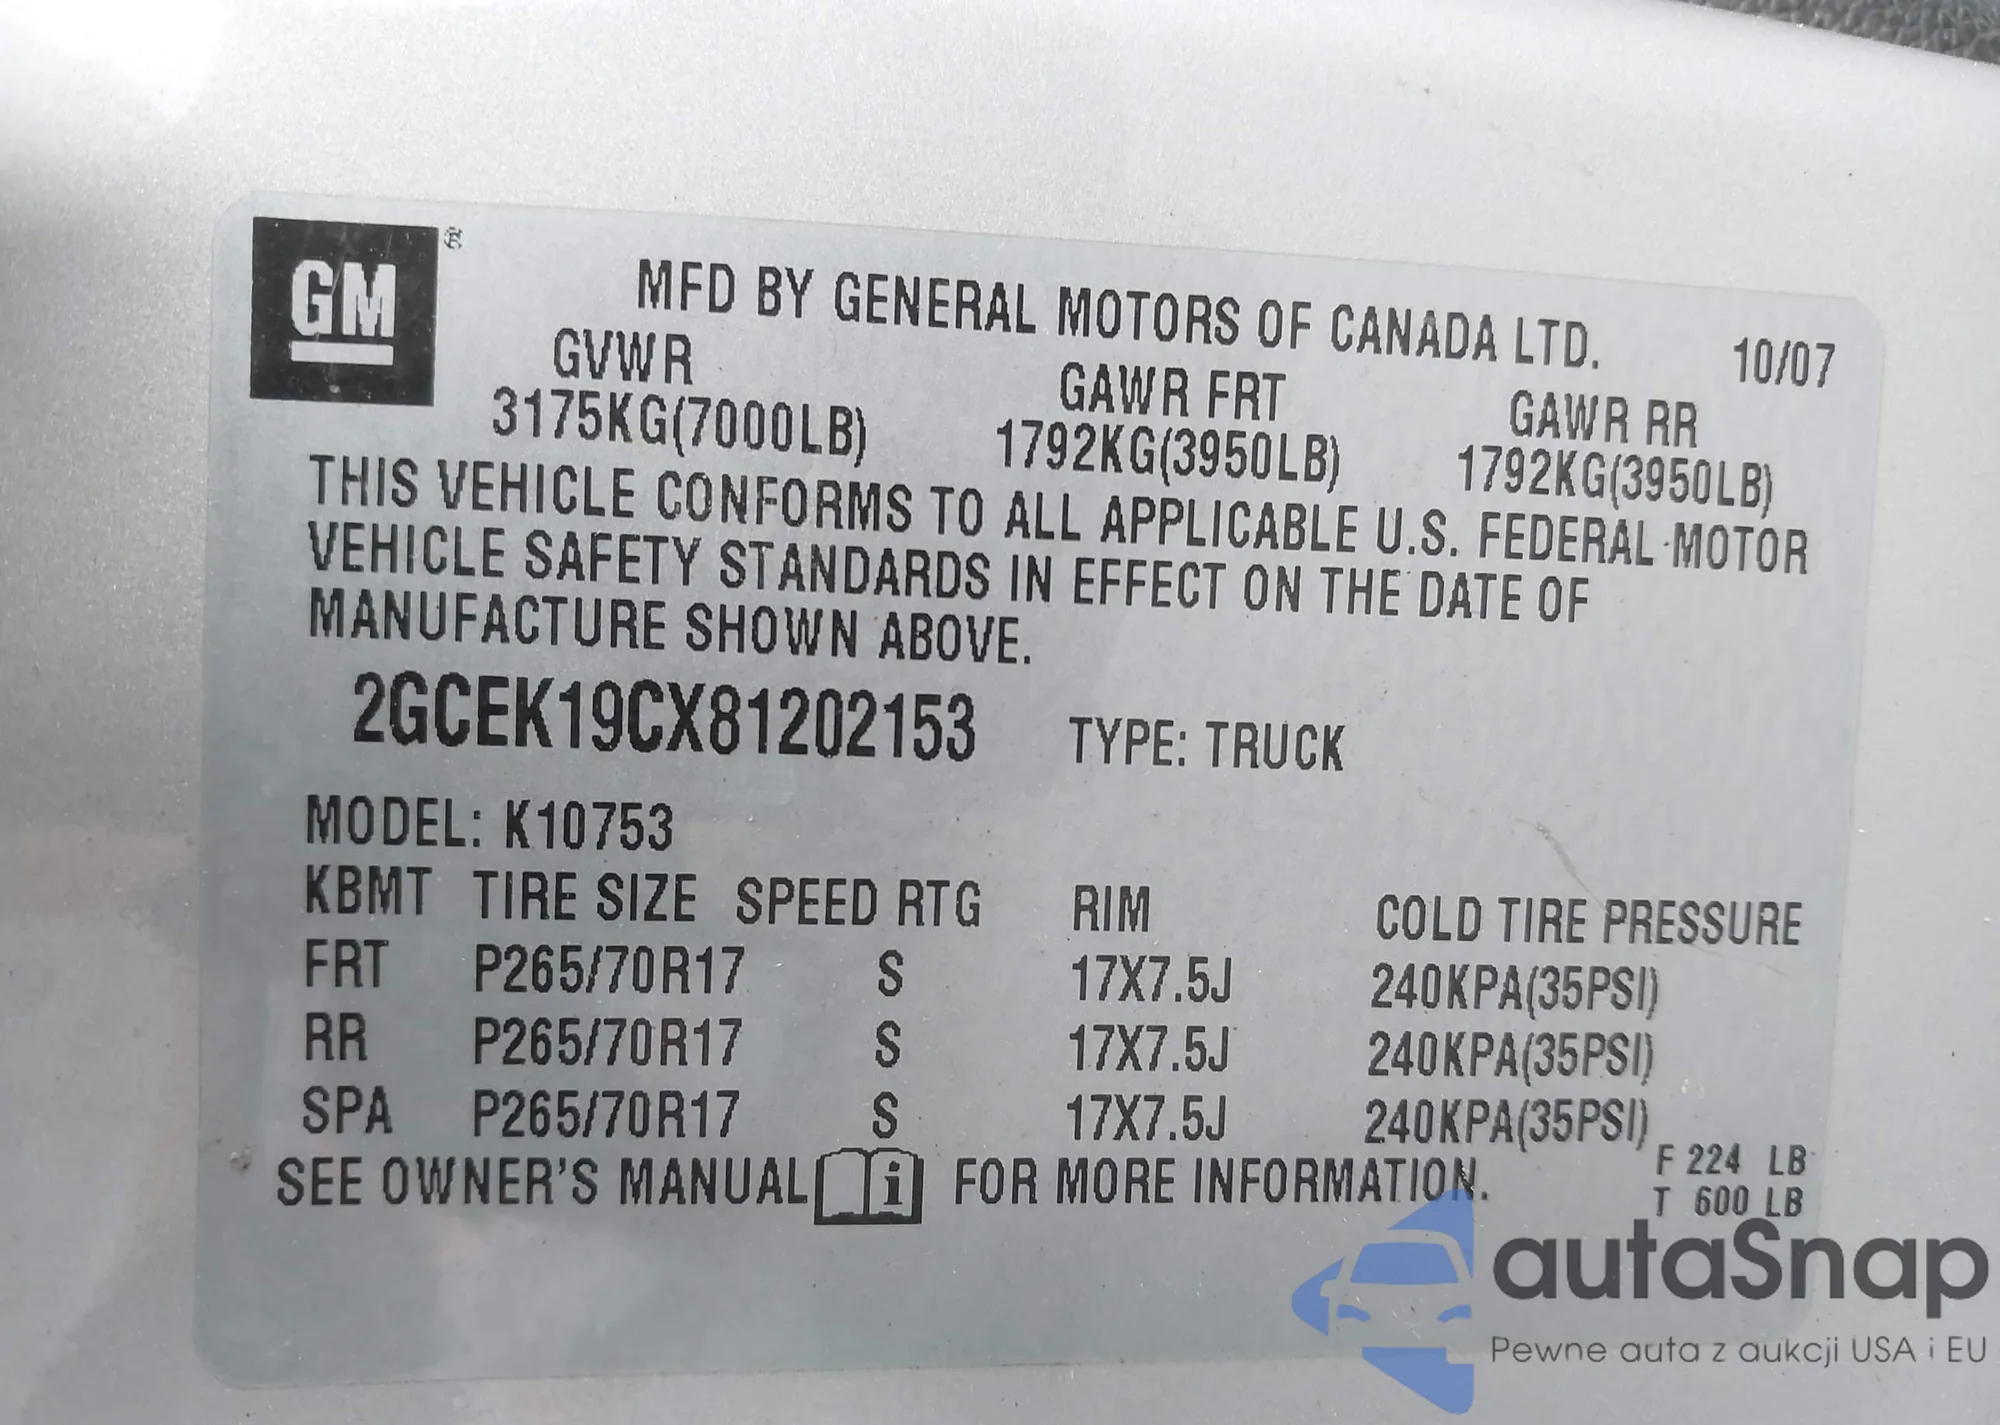 GM ®
MFD BY GENERAL MOTORS OF CANADA LTD. 10/07
GVWR GAWR FRT GAWR RR
3175KG(7000LB) 1792KG(3950LB) 1792KG(3950LB)
THIS VEHICLE CONFORMS TO ALL APPLICABLE U.S. FEDERAL MOTOR
VEHICLE SAFETY STANDARDS IN EFFECT ON THE DATE OF
MANUFACTURE SHOWN ABOVE.
2GCEK19CX81202153 TYPE: TRUCK
MODEL: K10753
KBMT TIRE SIZE SPEED RTG RIM COLD TIRE PRESSURE
FRT P265/70R17 S 17X7.5J 240KPA(35PSI)
RR P265/70R17 S 17X7.5J 240KPA(35PSI)
SPA P265/70R17 S 17X7.5J 240KPA(35PSI)
F 224 LB
SEE OWNER'S MANUAL i FOR MORE INFORMATION. T 600 LB
autaSnap
Pewne auta z aukcji USA i EU